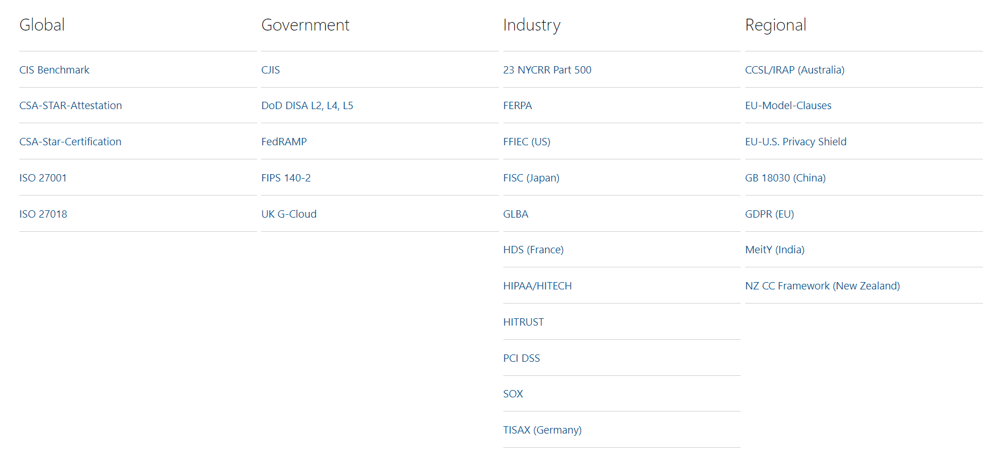 Global
CIS Benchmark
CSA-STAR-Attestation
CSA-Star-Certification
ISO 27001
ISO 27018
Government
CJIS
DoD DISA L2, L4, L5
FedRAMP
FIPS 140-2
UK G-Cloud
Industry
23 NYCRR Part 500
FERPA
FFIEC (US)
FISC (Japan)
GLBA
HDS (France)
HIPAA/HITECH
HITRUST
PCI DSS
SOX
TISAX (Germany)
Regional
CCSL/IRAP (Australia)
EU-Model-Clauses
EU-U.S. Privacy Shield
GB 18030 (China)
GDPR (EU)
MeitY (India)
NZ CC Framework (New Zealand)